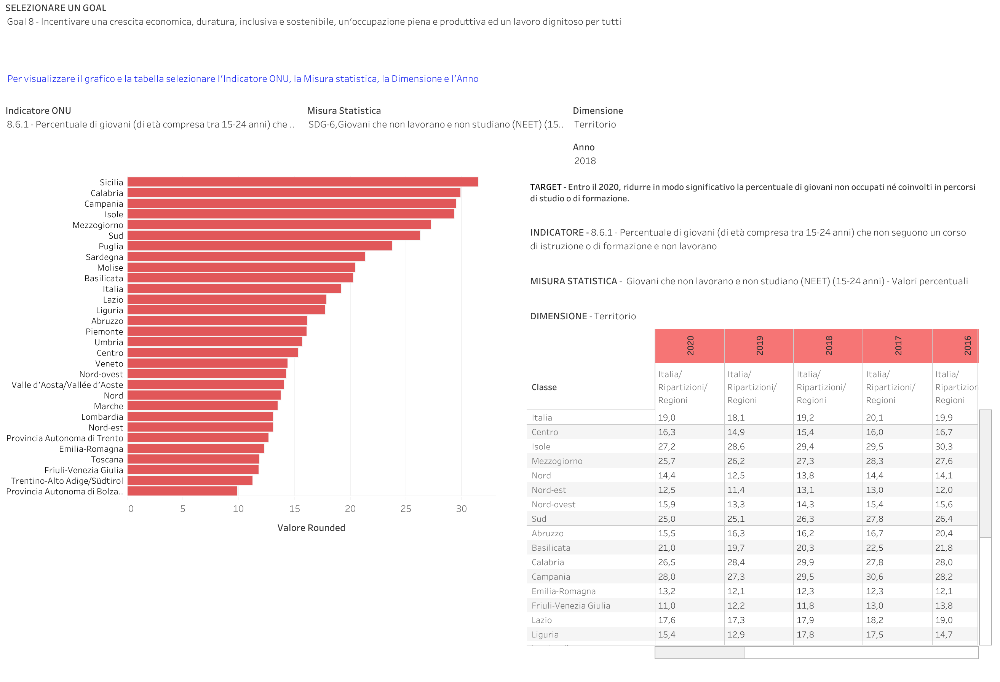 SELEZIONARE UN GOAL
Goal 8 - Incentivare una crescita economica, duratura, inclusiva e sostenibile, un'occupazione piena e produttiva ed un lavoro dignitoso per tutti
Per visualizzare il grafico e la tabella selezionare l'Indicatore ONU, la Misura statistica, la Dimensione e l'Anno
Indicatore ONU
8.6.1 - Percentuale di giovani (di età compresa tra 15-24 anni) che ..
Misura Statistica
SDG-6,Giovani che non lavorano e non studiano (NEET) (15..
Dimensione
Territorio
Anno
2018
Sicilia
Calabria
Campania
Isole
Mezzogiorno
Sud
Puglia
Sardegna
Molise
Basilicata
Italia
Lazio
Liguria
Abruzzo
Piemonte
Umbria
Centro
Veneto
Nord-ovest
Valle d'Aosta/Vallée d'Aoste
Nord
Marche
Lombardia
Nord-est
Provincia Autonoma di Trento
Emilia-Romagna
Toscana
Friuli-Venezia Giulia
Trentino-Alto Adige/Südtirol
Provincia Autonoma di Bolza..
0 5 10 15 20 25 30
Valore Rounded
TARGET - Entro il 2020, ridurre in modo significativo la percentuale di giovani non occupati né coinvolti in percorsi
di studio o di formazione.
INDICATORE - 8.6.1 - Percentuale di giovani (di età compresa tra 15-24 anni) che non seguono un corso
di istruzione o di formazione e non lavorano
MISURA STATISTICA - Giovani che non lavorano e non studiano (NEET) (15-24 anni) - Valori percentuali
DIMENSIONE - Territorio
2020 2019 2018 2017 2016
Italia/ Italia/ Italia/ Italia/ Italia/
Classe Ripartizioni/ Ripartizioni/ Ripartizioni/ Ripartizioni/ Ripartizior
Regioni Regioni Regioni Regioni Regioni
Italia 19,0 18,1 19,2 20,1 19,9
Centro 16,3 14,9 15,4 16,0 16,7
Isole 27,2 28,6 29,4 29,5 30,3
Mezzogiorno 25,7 26,2 27,3 28,3 27,6
Nord 14,4 12,5 13,8 14,4 14,1
Nord-est 12,5 11,4 13,1 13,0 12,0
Nord-ovest 15,9 13,3 14,3 15,4 15,6
Sud 25,0 25,1 26,3 27,8 26,4
Abruzzo 15,5 16,3 16,2 16,7 20,4
Basilicata 21,0 19,7 20,3 22,5 21,8
Calabria 26,5 28,4 29,9 27,8 28,0
Campania 28,0 27,3 29,5 30,6 28,2
Emilia-Romagna 13,2 12,1 12,3 12,3 12,1
Friuli-Venezia Giulia 11,0 12,2 11,8 13,0 13,8
Lazio 17,6 17,3 17,9 18,2 19,0
Liguria 15,4 12,9 17,8 17,5 14,7